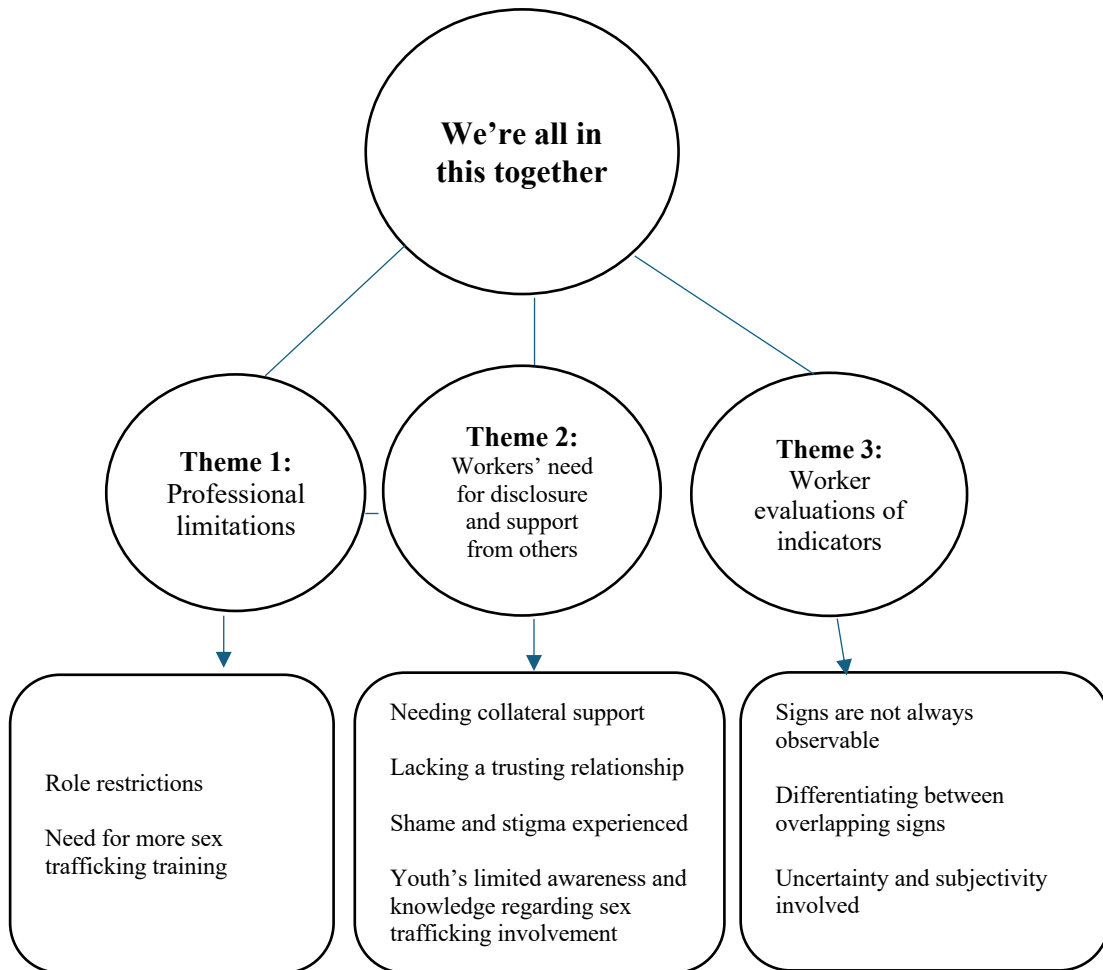 We’re all in
this together
Theme 1:
Professional
limitations
Theme 2:
Workers’ need
for disclosure
and support
from others
Theme 3:
Worker
evaluations of
indicators
Role restrictions
Need for more sex
trafficking training
Needing collateral support
Lacking a trusting relationship
Shame and stigma experienced
Youth’s limited awareness and
knowledge regarding sex
trafficking involvement
Signs are not always
observable
Differentiating between
overlapping signs
Uncertainty and subjectivity
involved